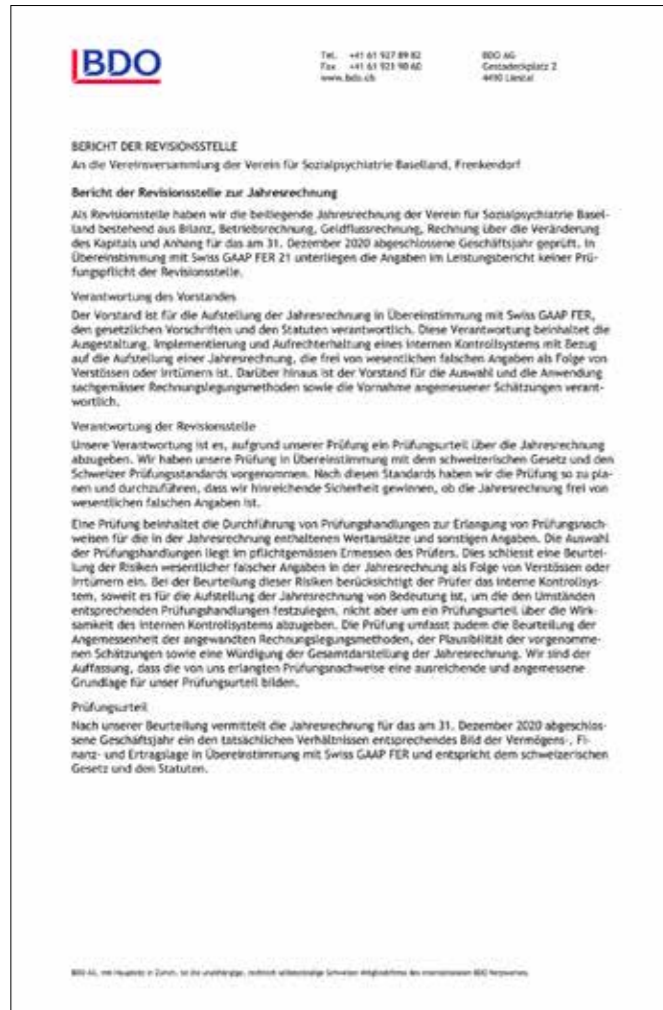 BDO
Tel. +41 61 927 89 82
Fax +41 61 921 90 60
www.bdo.ch
BDO AG
Gestadeckplatz 2
4410 Liestal
BERICHT DER REVISIONSSTELLE
An die Vereinsversammlung der Verein für Sozialpsychiatrie Baselland, Frenkendorf
Bericht der Revisionsstelle zur Jahresrechnung
Als Revisionsstelle haben wir die beiliegende Jahresrechnung der Verein für Sozialpsychiatrie Basel-
land bestehend aus Bilanz, Betriebsrechnung, Geldflussrechnung, Rechnung über die Veränderung
des Kapitals und Anhang für das am 31. Dezember 2020 abgeschlossene Geschäftsjahr geprüft. In
Übereinstimmung mit Swiss GAAP FER 21 unterliegen die Angaben im Leistungsbericht keiner Prü-
fungspflicht der Revisionsstelle.
Verantwortung des Vorstandes
Der Vorstand ist für die Aufstellung der Jahresrechnung in Übereinstimmung mit Swiss GAAP FER,
den gesetzlichen Vorschriften und den Statuten verantwortlich. Diese Verantwortung beinhaltet die
Ausgestaltung, Implementierung und Aufrechterhaltung eines internen Kontrollsystems mit Bezug
auf die Aufstellung einer Jahresrechnung, die frei von wesentlichen falschen Angaben als Folge von
Verstössen oder Irrtümern ist. Darüber hinaus ist der Vorstand für die Auswahl und die Anwendung
sachgemässer Rechnungslegungsmethoden sowie die Vornahme angemessener Schätzungen verant-
wortlich.
Verantwortung der Revisionsstelle
Unsere Verantwortung ist es, aufgrund unserer Prüfung ein Prüfungsurteil über die Jahresrechnung
abzugeben. Wir haben unsere Prüfung in Übereinstimmung mit dem schweizerischen Gesetz und den
Schweizer Prüfungsstandards vorgenommen. Nach diesen Standards haben wir die Prüfung so zu pla-
nen und durchzuführen, dass wir hinreichende Sicherheit gewinnen, ob die Jahresrechnung frei von
wesentlichen falschen Angaben ist.
Eine Prüfung beinhaltet die Durchführung von Prüfungshandlungen zur Erlangung von Prüfungsnach-
weisen für die in der Jahresrechnung enthaltenen Wertansätze und sonstigen Angaben. Die Auswahl
der Prüfungshandlungen liegt im pflichtgemässen Ermessen des Prüfers. Dies schliesst eine Beurtei-
lung der Risiken wesentlicher falscher Angaben in der Jahresrechnung als Folge von Verstössen oder
Irrtümern ein. Bei der Beurteilung dieser Risiken berücksichtigt der Prüfer das interne Kontrollsys-
tem, soweit es für die Aufstellung der Jahresrechnung von Bedeutung ist, um die den Umständen
entsprechenden Prüfungshandlungen festzulegen, nicht aber um ein Prüfungsurteil über die Wirk-
samkeit des internen Kontrollsystems abzugeben. Die Prüfung umfasst zudem die Beurteilung der
Angemessenheit der angewandten Rechnungslegungsmethoden, der Plausibilität der vorgenomme-
nen Schätzungen sowie eine Würdigung der Gesamtdarstellung der Jahresrechnung. Wir sind der
Auffassung, dass die von uns erlangten Prüfungsnachweise eine ausreichende und angemessene
Grundlage für unser Prüfungsurteil bilden.
Prüfungsurteil
Nach unserer Beurteilung vermittelt die Jahresrechnung für das am 31. Dezember 2020 abgeschlos-
sene Geschäftsjahr ein den tatsächlichen Verhältnissen entsprechendes Bild der Vermögens-, Fi-
nanz- und Ertragslage in Übereinstimmung mit Swiss GAAP FER und entspricht dem schweizerischen
Gesetz und den Statuten.
BDO AG, mit Hauptsitz in Zürich, ist die unabhängige, rechtlich selbstständige Schweizer Mitgliedsfirma des internationalen BDO Netzwerkes.